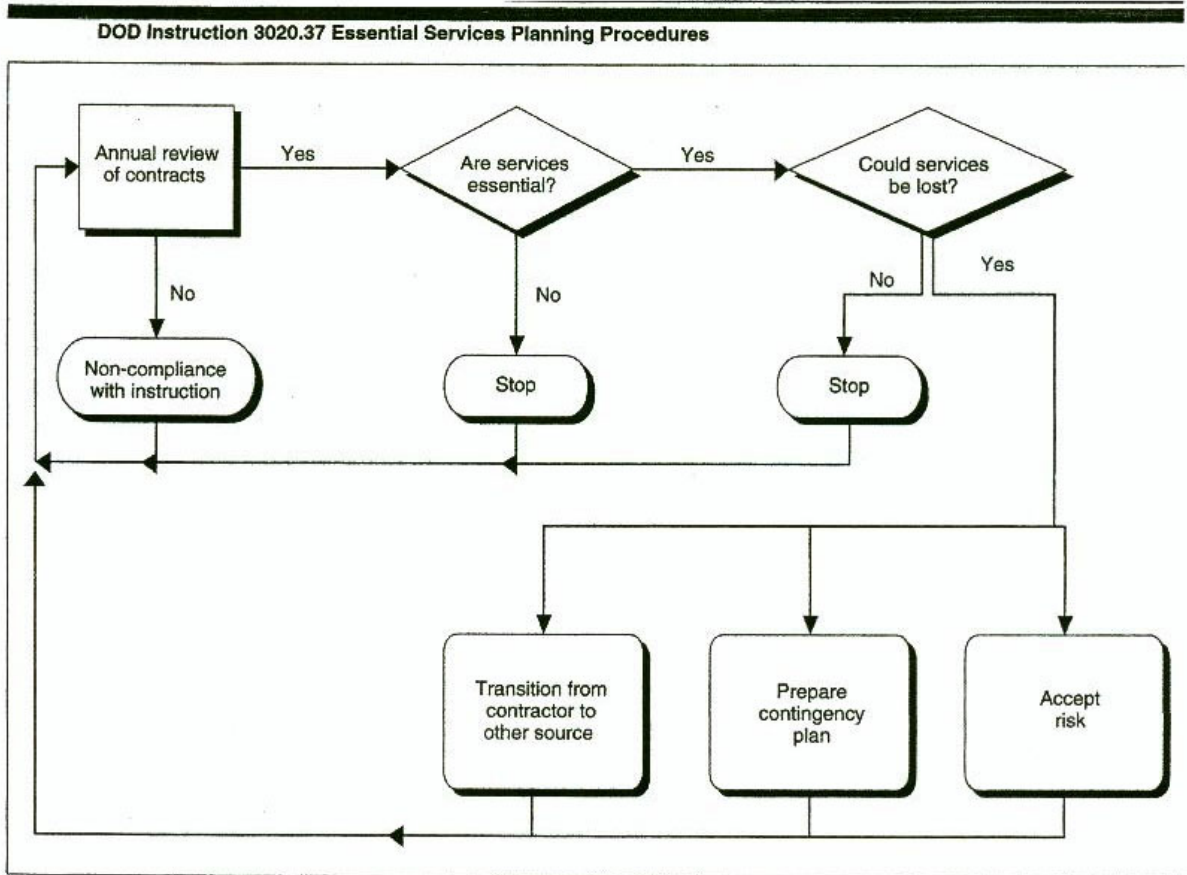 DOD Instruction 3020.37 Essential Services Planning Procedures
Annual review
of contracts
Yes
Are services
essential?
Yes
Could services
be lost?
No
No
No
Yes
Non-compliance
with instruction
Stop
Stop
Transition from
contractor to
other source
Prepare
contingency
plan
Accept
risk